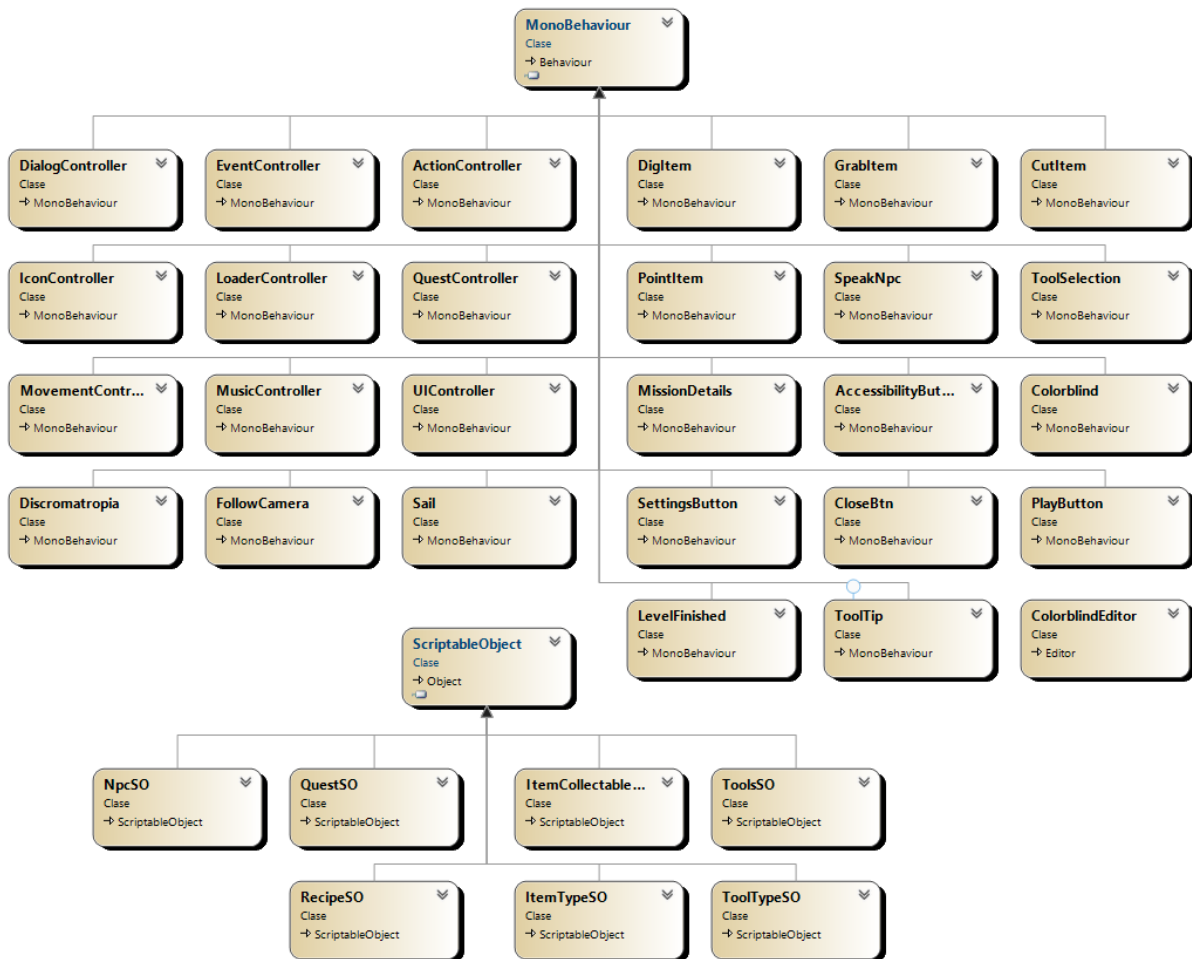 MonoBehaviour
Clase
Behaviour
DialogController
Clase
MonoBehaviour
EventController
Clase
MonoBehaviour
ActionController
Clase
MonoBehaviour
DigItem
Clase
MonoBehaviour
GrabItem
Clase
MonoBehaviour
CutItem
Clase
MonoBehaviour
IconController
Clase
MonoBehaviour
LoaderController
Clase
MonoBehaviour
QuestController
Clase
MonoBehaviour
PointItem
Clase
MonoBehaviour
SpeakNpc
Clase
MonoBehaviour
ToolSelection
Clase
MonoBehaviour
MovementContr...
Clase
MonoBehaviour
MusicController
Clase
MonoBehaviour
UIController
Clase
MonoBehaviour
MissionDetails
Clase
MonoBehaviour
AccessibilityBut...
Clase
MonoBehaviour
Colorblind
Clase
MonoBehaviour
Discromatropia
Clase
MonoBehaviour
FollowCamera
Clase
MonoBehaviour
Sail
Clase
MonoBehaviour
SettingsButton
Clase
MonoBehaviour
CloseBtn
Clase
MonoBehaviour
PlayButton
Clase
MonoBehaviour
LevelFinished
Clase
MonoBehaviour
ToolTip
Clase
MonoBehaviour
ColorblindEditor
Clase
Editor
ScriptableObject
Clase
Object
NpcSO
Clase
ScriptableObject
QuestSO
Clase
ScriptableObject
ItemCollectable...
Clase
ScriptableObject
ToolsSO
Clase
ScriptableObject
RecipeSO
Clase
ScriptableObject
ItemTypeSO
Clase
ScriptableObject
ToolTypeSO
Clase
ScriptableObject